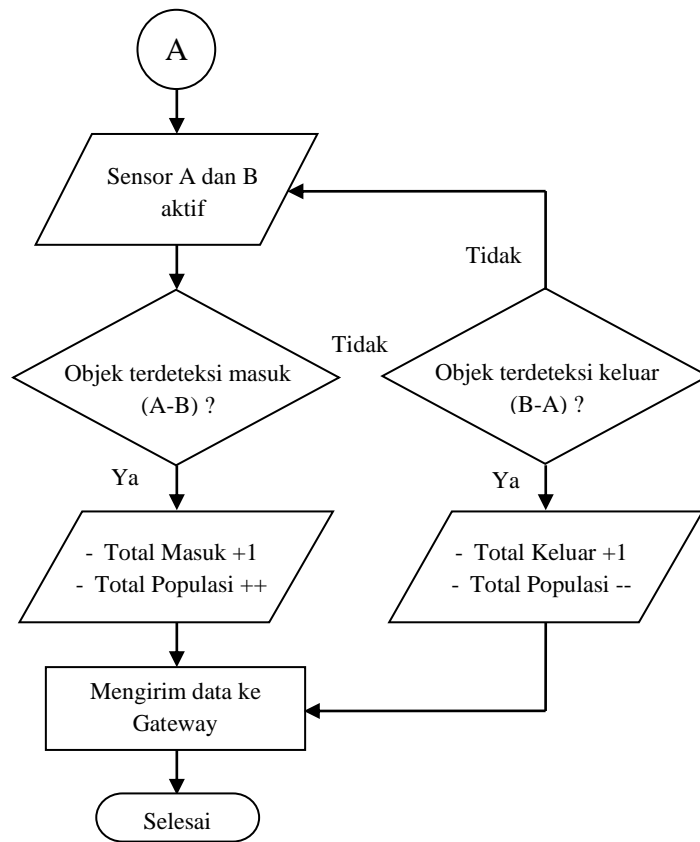 A
Sensor A dan B
aktif
Tidak
Tidak
Objek terdeteksi masuk
(A-B) ?
Objek terdeteksi keluar
(B-A) ?
Ya
Ya
- Total Masuk +1
- Total Populasi ++
- Total Keluar +1
- Total Populasi --
Mengirim data ke
Gateway
Selesai